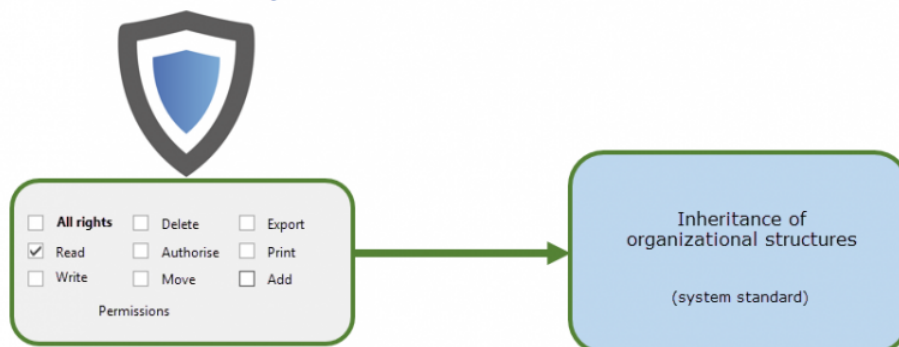 All rights Delete Export
Read Authorise Print
Write Move Add
Permissions
Inheritance of
organizational structures
(system standard)